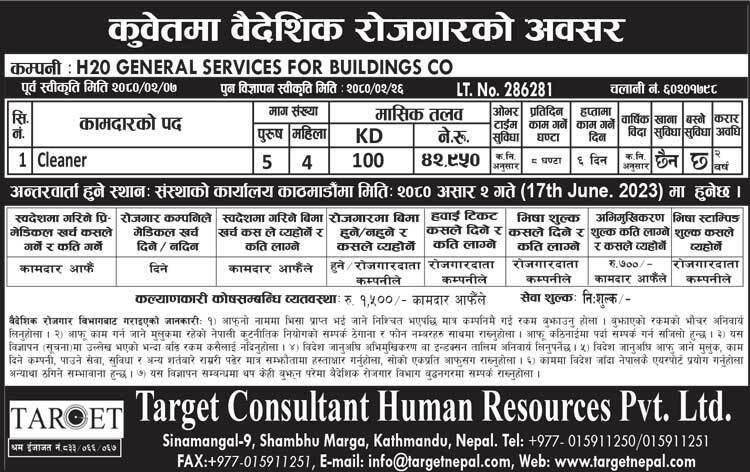 कुवेतमा वैदेशिक रोजगारको अवसर
कम्पनी : H20 GENERAL SERVICES FOR BUILDINGS CO
पूर्व स्वीकृति मिति २०८०/०२/०७ पुन विज्ञापन स्वीकृति मिति : २०८०/०२/२६ LT. No. 286281 चलानी नं. ६०२०१७९८
सि. नं. कामदारको पद माग संख्या पुरुष महिला मासिक तलव KD ने.रु. ओभर टाईम सुविधा प्रतिदिन काम गर्ने घण्टा हप्तामा काम गर्ने दिन वार्षिक विदा खाना सुविधा बस्ने सुविधा करार अवधि
1 Cleaner 5 4 100 ४२,९५० क.नि. अनुसार ८ घण्टा ६ दिन क.नि. अनुसार छैन छ २ वर्ष
अन्तरवार्ता हुने स्थानः संस्थाको कार्यालय काठमाडौंमा मितिः २०८० असार २ गते (17th June. 2023) मा हुनेछ ।
स्वदेशमा गरिने प्रि-मेडिकल खर्च कसले गर्ने र कति गर्ने रोजगार कम्पनिले मेडिकल खर्च दिने / नदिन स्वदेशमा गरिने बिमा खर्च कस ले व्यहोर्ने र कति लाग्ने रोजगारमा बिमा हुने/नहुने र कसले व्यहोर्ने हवाई टिकट कसले दिने र कति लाग्ने भिषा शुल्क कसले दिने र कति लाग्ने अभिमुखिकरण शुल्क कति लाग्ने र कसले व्यहोर्ने भिषा स्टाम्पिङ शुल्क कसले व्यहोर्ने
कामदार आफैं दिने कामदार आफैंले हुने/ रोजगारदाता कम्पनीले रोजगारदाता कम्पनीले रोजगारदाता कम्पनीले रु.७००/- कामदार आफैंले रोजगारदाता कम्पनीले
कल्याणकारी कोषसम्बन्धि व्यवस्थाः रु. १,५००/- कामदार आफैंले सेवा शुल्कः निःशुल्क/-
वैदेशिक रोजगार विभागबाट गराइएको जानकारी: १) आफ्नो नाममा भिसा प्राप्त भई जाने निश्चित भएपछि मात्र कम्पनिमै गई रकम बुझाउनु होला । बुझाएको रकमको भौचर अनिवार्य
लिनुहोला । २) आफू काम गर्न जाने मुलुकमा रहेको नेपाली कूटनीतिक नियोगको सम्पर्क ठेगाना र फोन नम्बरहरु साथमा राख्नुहोला । आफू कठिनाईमा पर्दा सम्पर्क गर्न सजिलो हुन्छ । ३) यस
विज्ञापन (सूचना)मा उल्लेख भएको भन्दा बढि रकम कसैलाई नदिनुहोला । ४) विदेश जानुअघि अभिमुखिकरण वा इन्डक्सन तालिम अनिवार्य लिनुपर्नेछ । ५) विदेश जानुअघि आफू जाने मुलुक, काम
दिने कम्पनी, पाउने सेवा, सुविधा र अन्य शर्तबारे राम्ररी पढेर मात्र सम्झौतामा हस्ताक्षर गर्नुहोला, सोको एकप्रति आफूसंग राख्नुहोला । ६) काममा विदेश जाँदा नेपालकै एयरपोर्ट प्रयोग गर्नुहोला
अन्यथा ठगिने सम्भावना हुन्छ । ७) यस विज्ञापन सम्बन्धमा थप केही बुझ्न परेमा वैदेशिक रोजगार विभाग बुद्धनगरमा सम्पर्क राख्नुहोला ।
TARGET
श्रम ईजाजत नं.८३३/०६६/०६७
Target Consultant Human Resources Pvt. Ltd.
Sinamangal-9, Shambhu Marga, Kathmandu, Nepal. Tel: +977- 015911250/015911251
FAX:+977-015911251, E-mail: info@targetnepal.com, Web: www.targetnepal.com